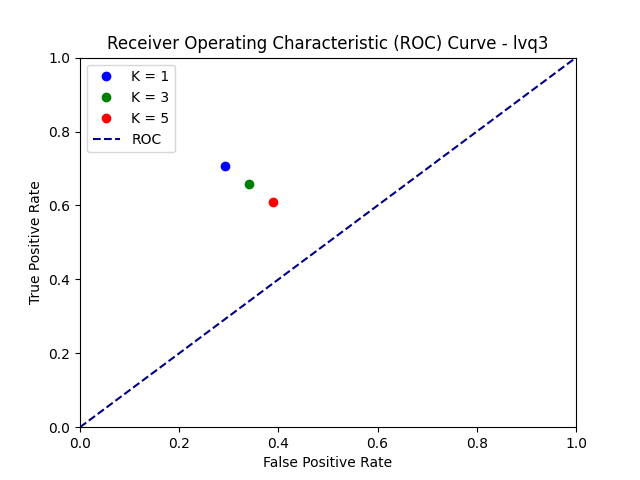 Receiver Operating Characteristic (ROC) Curve - lvq3
K = 1
K = 3
K = 5
ROC
True Positive Rate
1.0
0.8
0.6
0.4
0.2
0.0
0.0 0.2 0.4 0.6 0.8 1.0
False Positive Rate